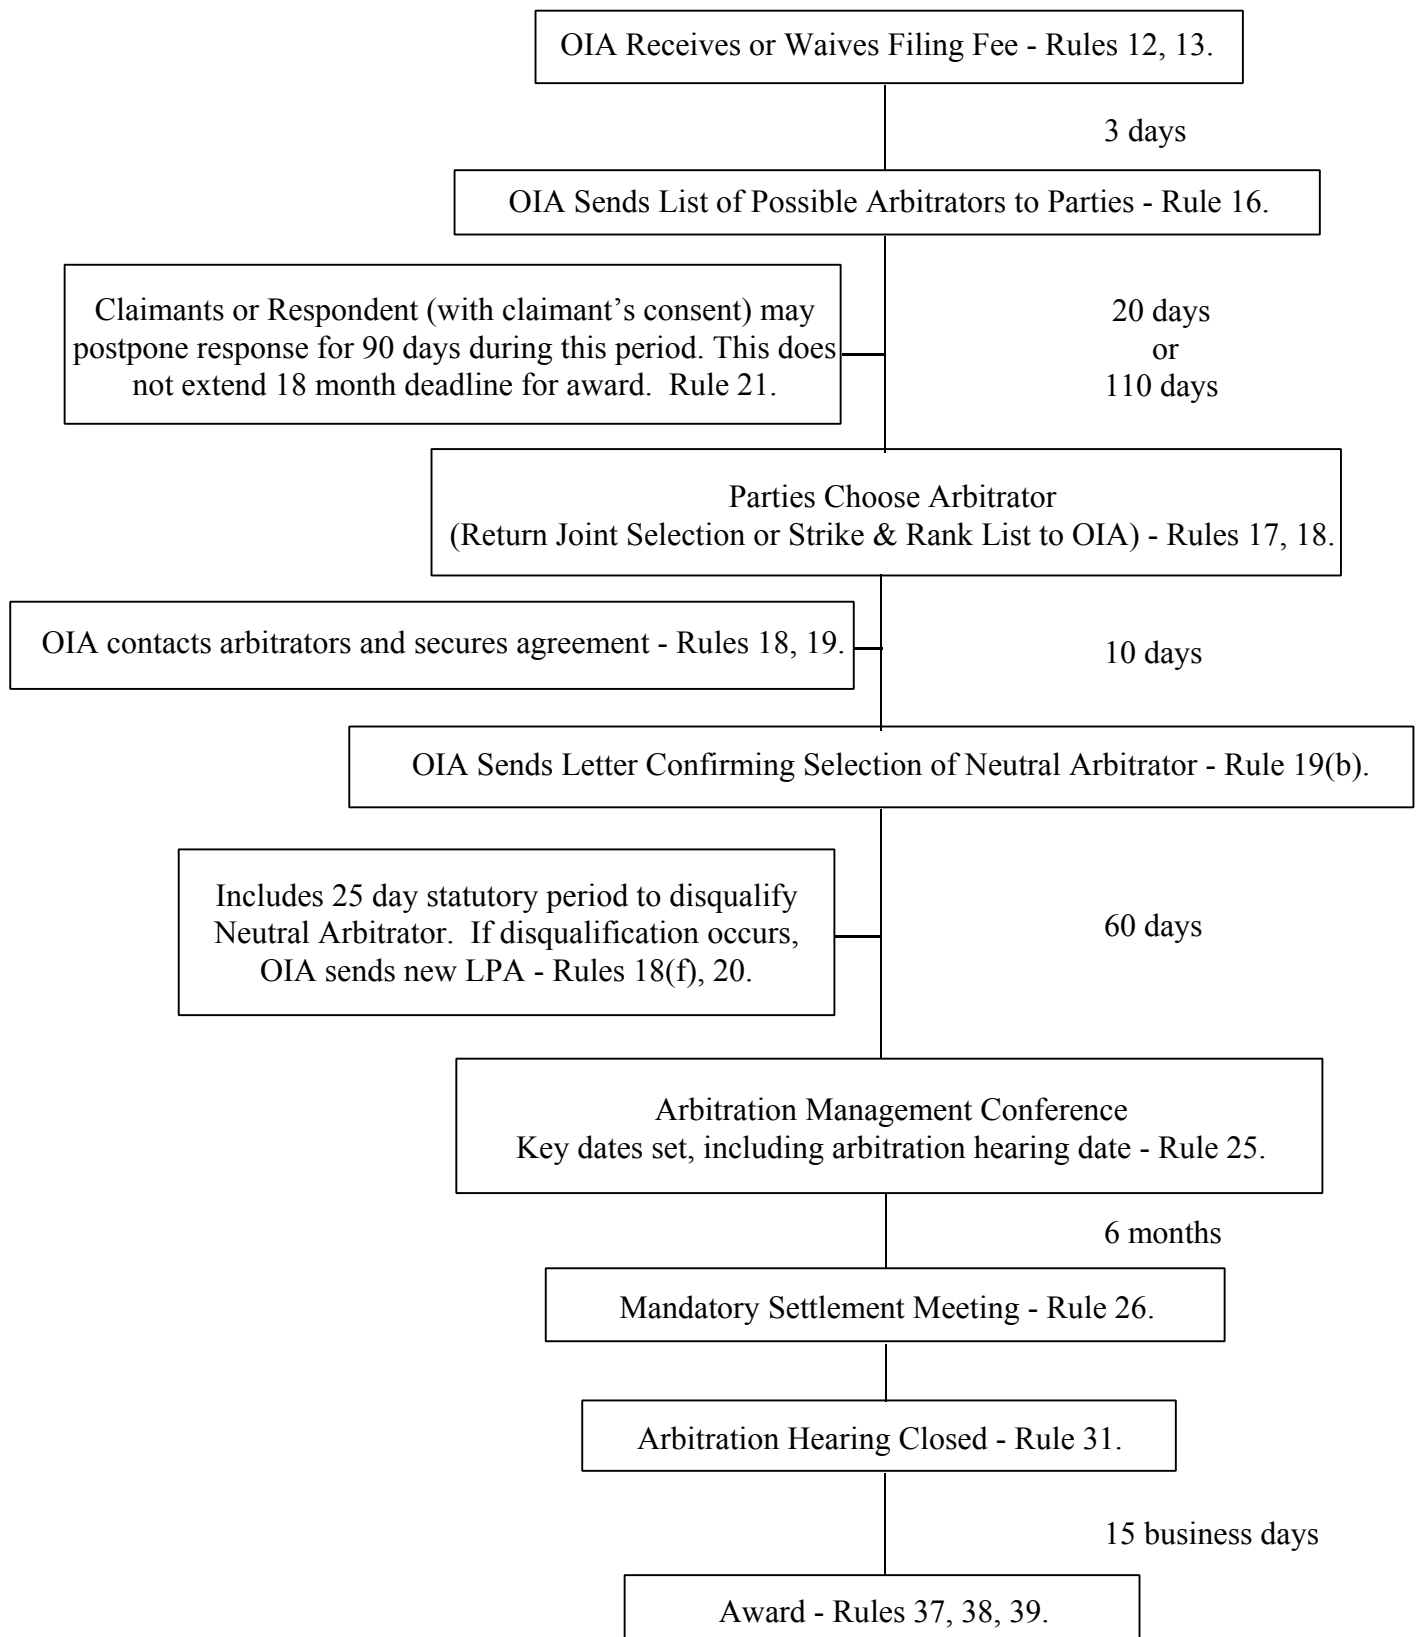 OIA Receives or Waives Filing Fee - Rules 12, 13.
3 days
OIA Sends List of Possible Arbitrators to Parties - Rule 16.
Claimants or Respondent (with claimant’s consent) may
postpone response for 90 days during this period. This does
not extend 18 month deadline for award.  Rule 21.
20 days
or
110 days
Parties Choose Arbitrator
(Return Joint Selection or Strike & Rank List to OIA) - Rules 17, 18.
OIA contacts arbitrators and secures agreement - Rules 18, 19.
10 days
OIA Sends Letter Confirming Selection of Neutral Arbitrator - Rule 19(b).
Includes 25 day statutory period to disqualify
Neutral Arbitrator.  If disqualification occurs,
OIA sends new LPA - Rules 18(f), 20.
60 days
Arbitration Management Conference
Key dates set, including arbitration hearing date - Rule 25.
6 months
Mandatory Settlement Meeting - Rule 26.
Arbitration Hearing Closed - Rule 31.
15 business days
Award - Rules 37, 38, 39.